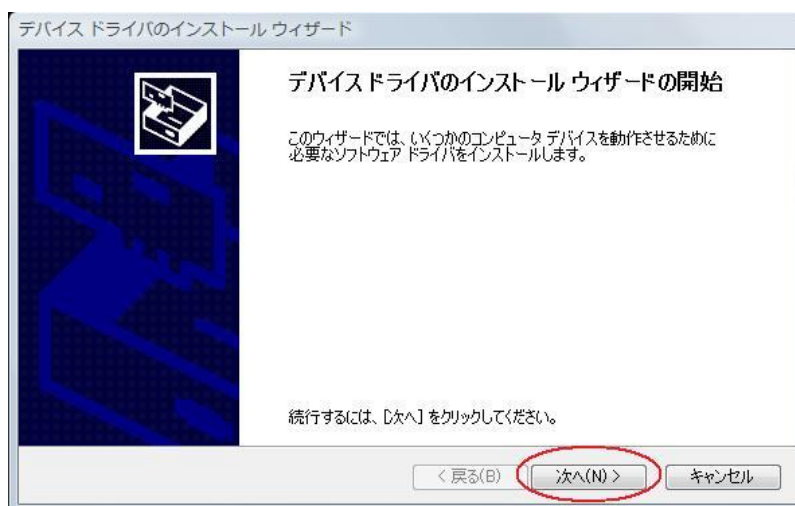 デバイス ドライバのインストール ウィザード
デバイス ドライバのインストール ウィザードの開始
このウィザードでは、いくつかのコンピュータ デバイスを動作させるために
必要なソフトウェア ドライバをインストールします。
続行するには、[次へ] をクリックしてください。
< 戻る(B)
次へ(N) >
キャンセル